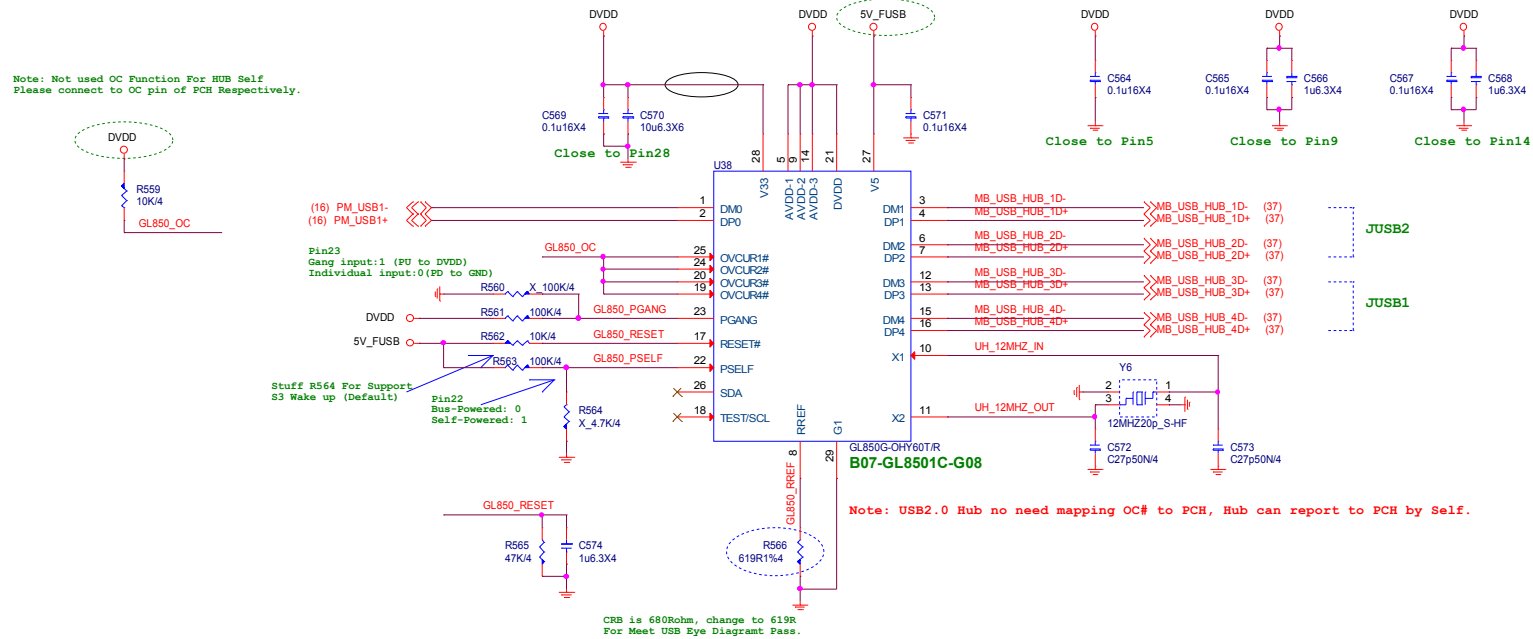 DVDD
DVDD
5V_FUSB
DVDD
DVDD
DVDD
Note: Not used OC Function For HUB Self
Please connect to OC pin of PCH Respectively.
C569
0.1u16X4
C570
10u6.3X6
Close to Pin28
C571
0.1u16X4
C564
0.1u16X4
Close to Pin5
C565
0.1u16X4
C566
1u6.3X4
Close to Pin9
C567
0.1u16X4
C568
1u6.3X4
Close to Pin14
DVDD
R559
10K/4
GL850_OC
28
5
9
14
21
27
U38
V33
AVDD-1
AVDD-2
AVDD-3
DVDD
V5
(16) PM_USB1-
1
DM0
(16) PM_USB1+
2
DP0
Pin23
Gang input:1 (PU to DVDD)
Individual input:0(PD to GND)
GL850_OC
25
OVCUR1#
24
OVCUR2#
20
OVCUR3#
19
OVCUR4#
R560
X_100K/4
DVDD
R561
100K/4
GL850_PGANG
23
PGANG
5V_FUSB
R562
10K/4
GL850_RESET
17
RESET#
R563
100K/4
GL850_PSELF
22
PSELF
Stuff R564 For Support
S3 Wake up (Default)
Pin22
Bus-Powered: 0
Self-Powered: 1
R564
X_4.7K/4
26
SDA
18
TEST/SCL
RREF
G1
8
29
DM1
3
MB_USB_HUB_1D-
MB_USB_HUB_1D- (37)
DP1
4
MB_USB_HUB_1D+
MB_USB_HUB_1D+ (37)
DM2
6
MB_USB_HUB_2D-
MB_USB_HUB_2D- (37)
DP2
7
MB_USB_HUB_2D+
MB_USB_HUB_2D+ (37)
JUSB2
DM3
12
MB_USB_HUB_3D-
MB_USB_HUB_3D- (37)
DP3
13
MB_USB_HUB_3D+
MB_USB_HUB_3D+ (37)
DM4
15
MB_USB_HUB_4D-
MB_USB_HUB_4D- (37)
DP4
16
MB_USB_HUB_4D+
MB_USB_HUB_4D+ (37)
JUSB1
X1
10
UH_12MHZ_IN
Y6
2
1
3
4
12MHZ20p_S-HF
X2
11
UH_12MHZ_OUT
C572
C27p50N/4
C573
C27p50N/4
GL850G-OHY60T/R
B07-GL8501C-G08
GL850_RREF
Note: USB2.0 Hub no need mapping OC# to PCH, Hub can report to PCH by Self.
GL850_RESET
R565
47K/4
C574
1u6.3X4
R566
619R1%4
CRB is 680Rohm, change to 619R
For Meet USB Eye Diagramt Pass.